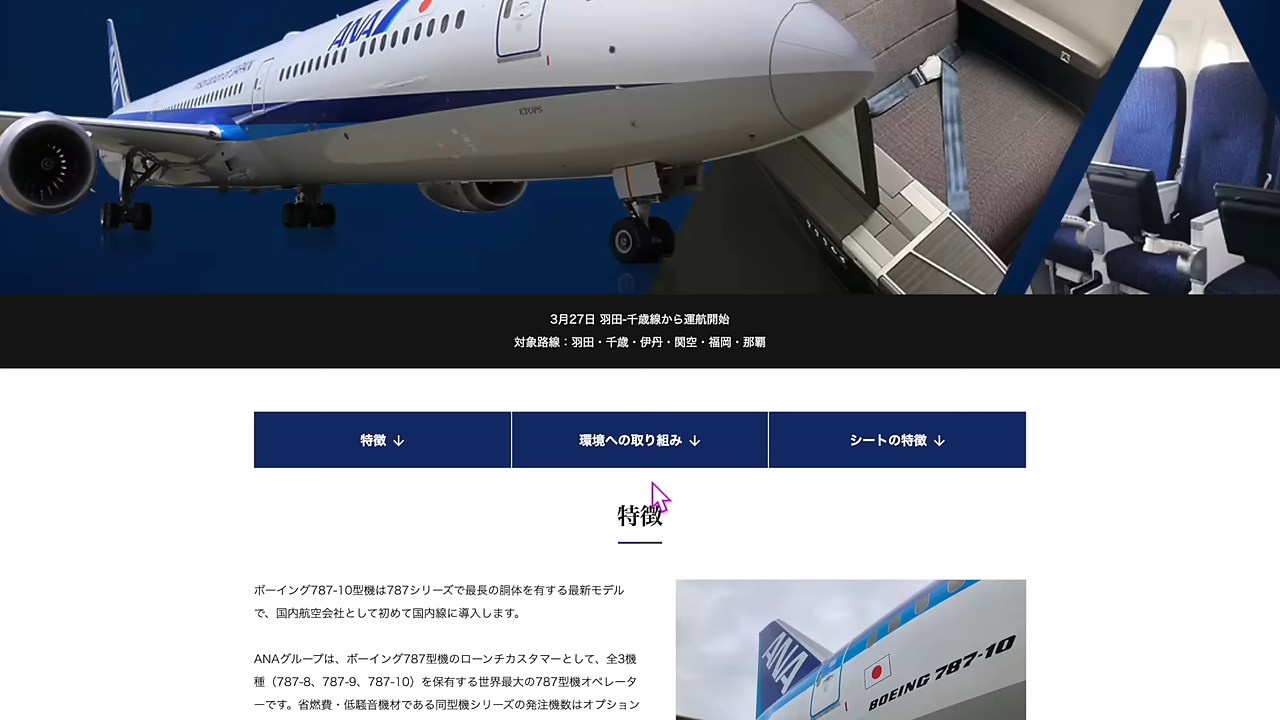 ANA
Inspiration of JAPAN
ETOPS
3月27日 羽田-千歳線から運航開始
対象路線：羽田・千歳・伊丹・関空・福岡・那覇
特徴 ↓
環境への取り組み ↓
シートの特徴 ↓
特徴
ボーイング787-10型機は787シリーズで最長の胴体を有する最新モデル
で、国内航空会社として初めて国内線に導入します。
ANAグループは、ボーイング787型機のローンチカスタマーとして、全3機
種（787-8、787-9、787-10）を保有する世界最大の787型機オペレータ
ーです。省燃費・低騒音機材である同型機シリーズの発注機数はオプション
ANA
BOEING 787-10